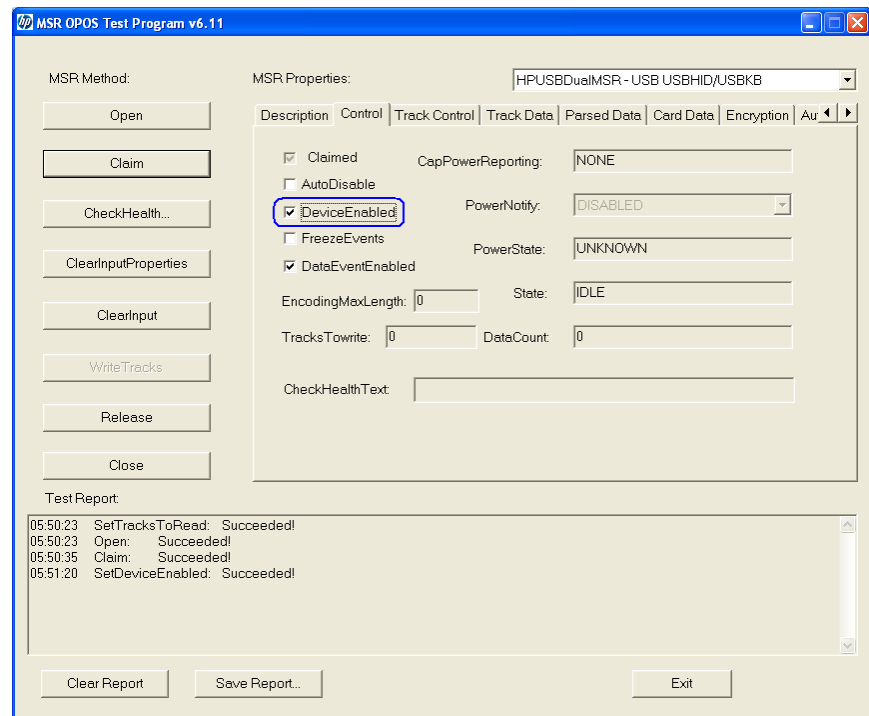 hp MSR OPOS Test Program v6.11
MSR Method:
MSR Properties:
HPUSBDualMSR - USB USBHID/USBKB
Open
Claim
CheckHealth...
ClearInputProperties
ClearInput
WriteTracks
Release
Close
Description Control Track Control Track Data Parsed Data Card Data Encryption
Claimed
CapPowerReporting: NONE
AutoDisable
DeviceEnabled
PowerNotify: DISABLED
FreezeEvents
PowerState: UNKNOWN
DataEventEnabled
EncodingMaxLength: 0
State: IDLE
TracksTowrite: 0
DataCount: 0
CheckHealthText:
Test Report:
05:50:23 SetTracksToRead: Succeeded!
05:50:23 Open: Succeeded!
05:50:35 Claim: Succeeded!
05:51:20 SetDeviceEnabled: Succeeded!
Clear Report
Save Report...
Exit